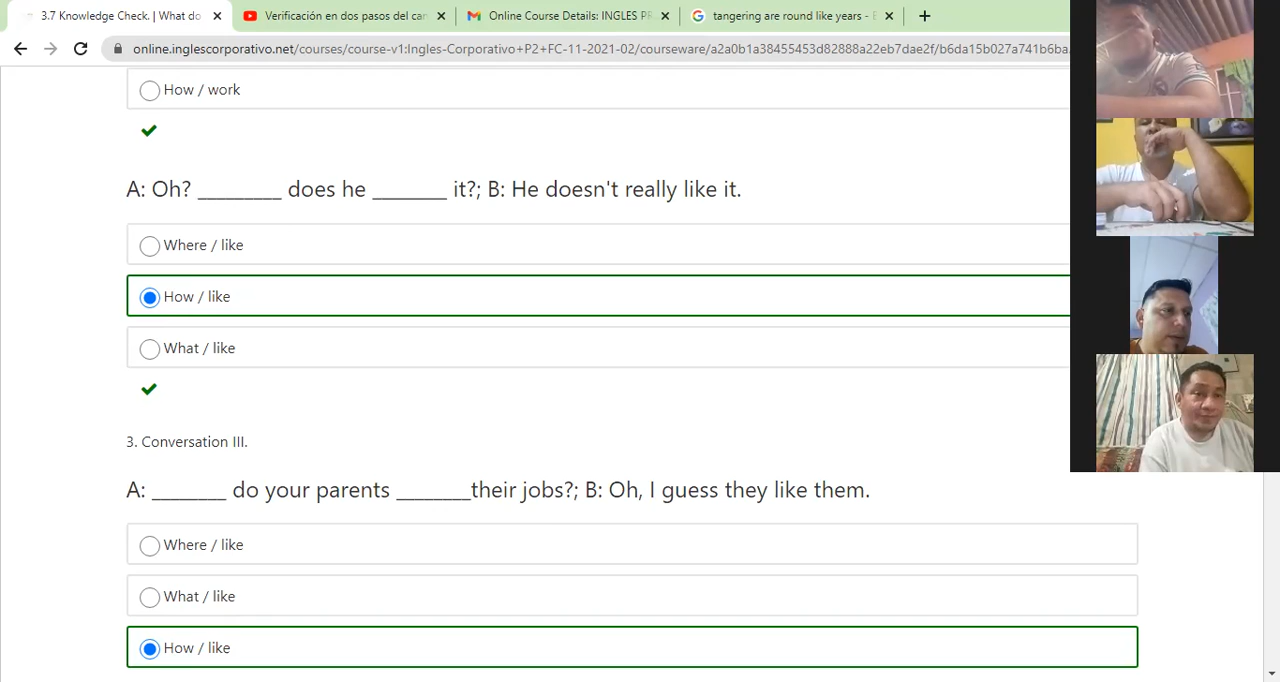 3.7 Knowledge Check. | What do
Verificación en dos pasos del car
Online Course Details: INGLES PR
tangering are round like years - B
online.inglescorporativo.net/courses/course-v1:Ingles-Corporativo+P2+FC-11-2021-02/courseware/a2a0b1a38455453d82888a22eb7dae2f/b6da15b027a741b6ba
How / work
A: Oh? _________ does he ________ it?; B: He doesn't really like it.
Where / like
How / like
What / like
3. Conversation III.
A: ________ do your parents ________their jobs?; B: Oh, I guess they like them.
Where / like
What / like
How / like